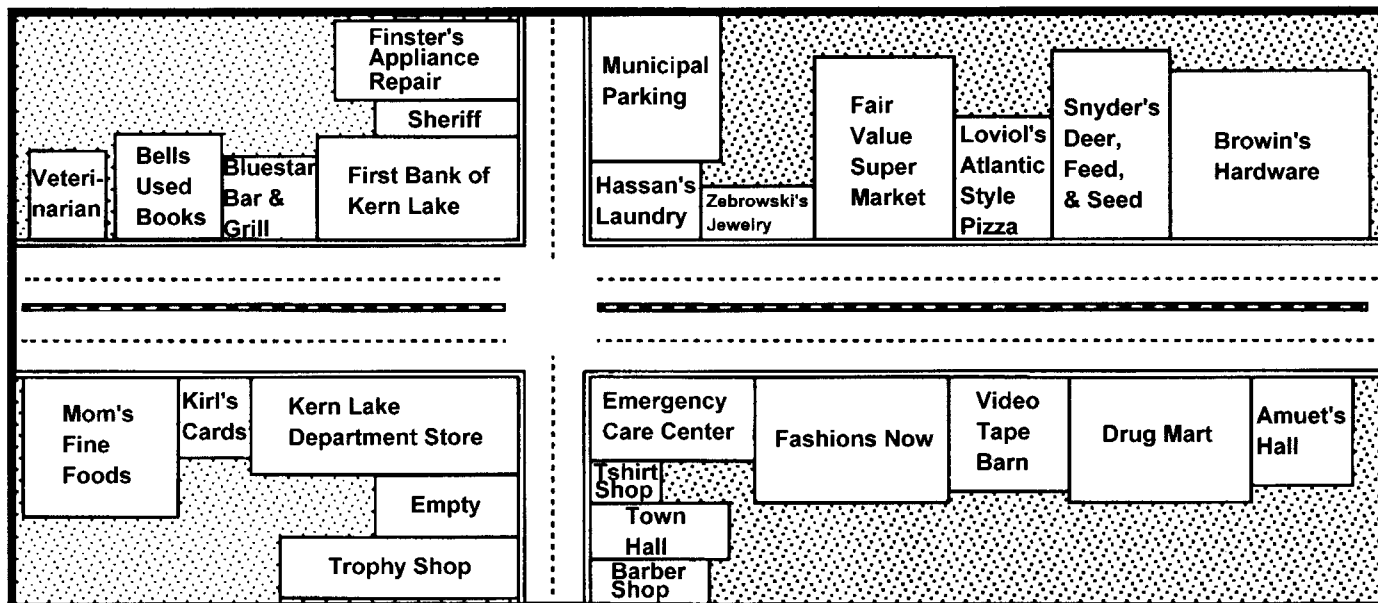 Finster's
Appliance
Repair
Sheriff
Veteri-
narian
Bells
Used
Books
Bluestar
Bar &
Grill
First Bank of
Kern Lake
Municipal
Parking
Hassan's
Laundry
Zebrowski's
Jewelry
Fair
Value
Super
Market
Loviol's
Atlantic
Style
Pizza
Snyder's
Deer,
Feed,
& Seed
Browin's
Hardware
Mom's
Fine
Foods
Kirl's
Cards
Kern Lake
Department Store
Empty
Trophy Shop
Emergency
Care Center
Tshirt
Shop
Town
Hall
Barber
Shop
Fashions Now
Video
Tape
Barn
Drug Mart
Amuet's
Hall